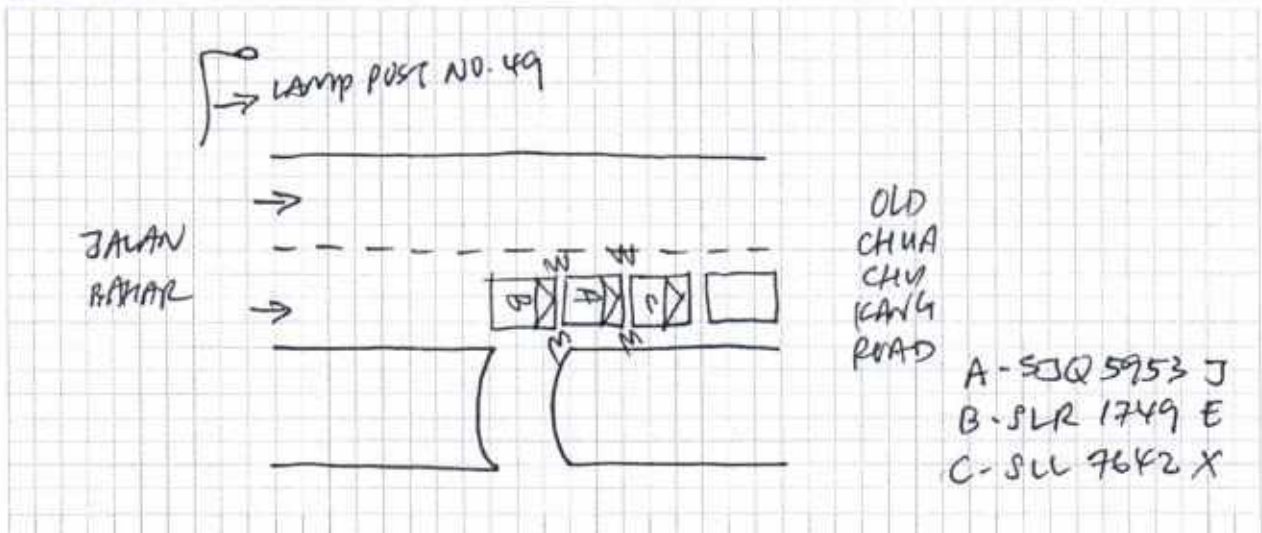 LAMP POST NO. 49
JALAN
BAHAR
OLD
CHUA
CHU
KANG
ROAD
B
A
C
A - SJQ 5953 J
B - SLR 1749 E
C - SLL 7642 X